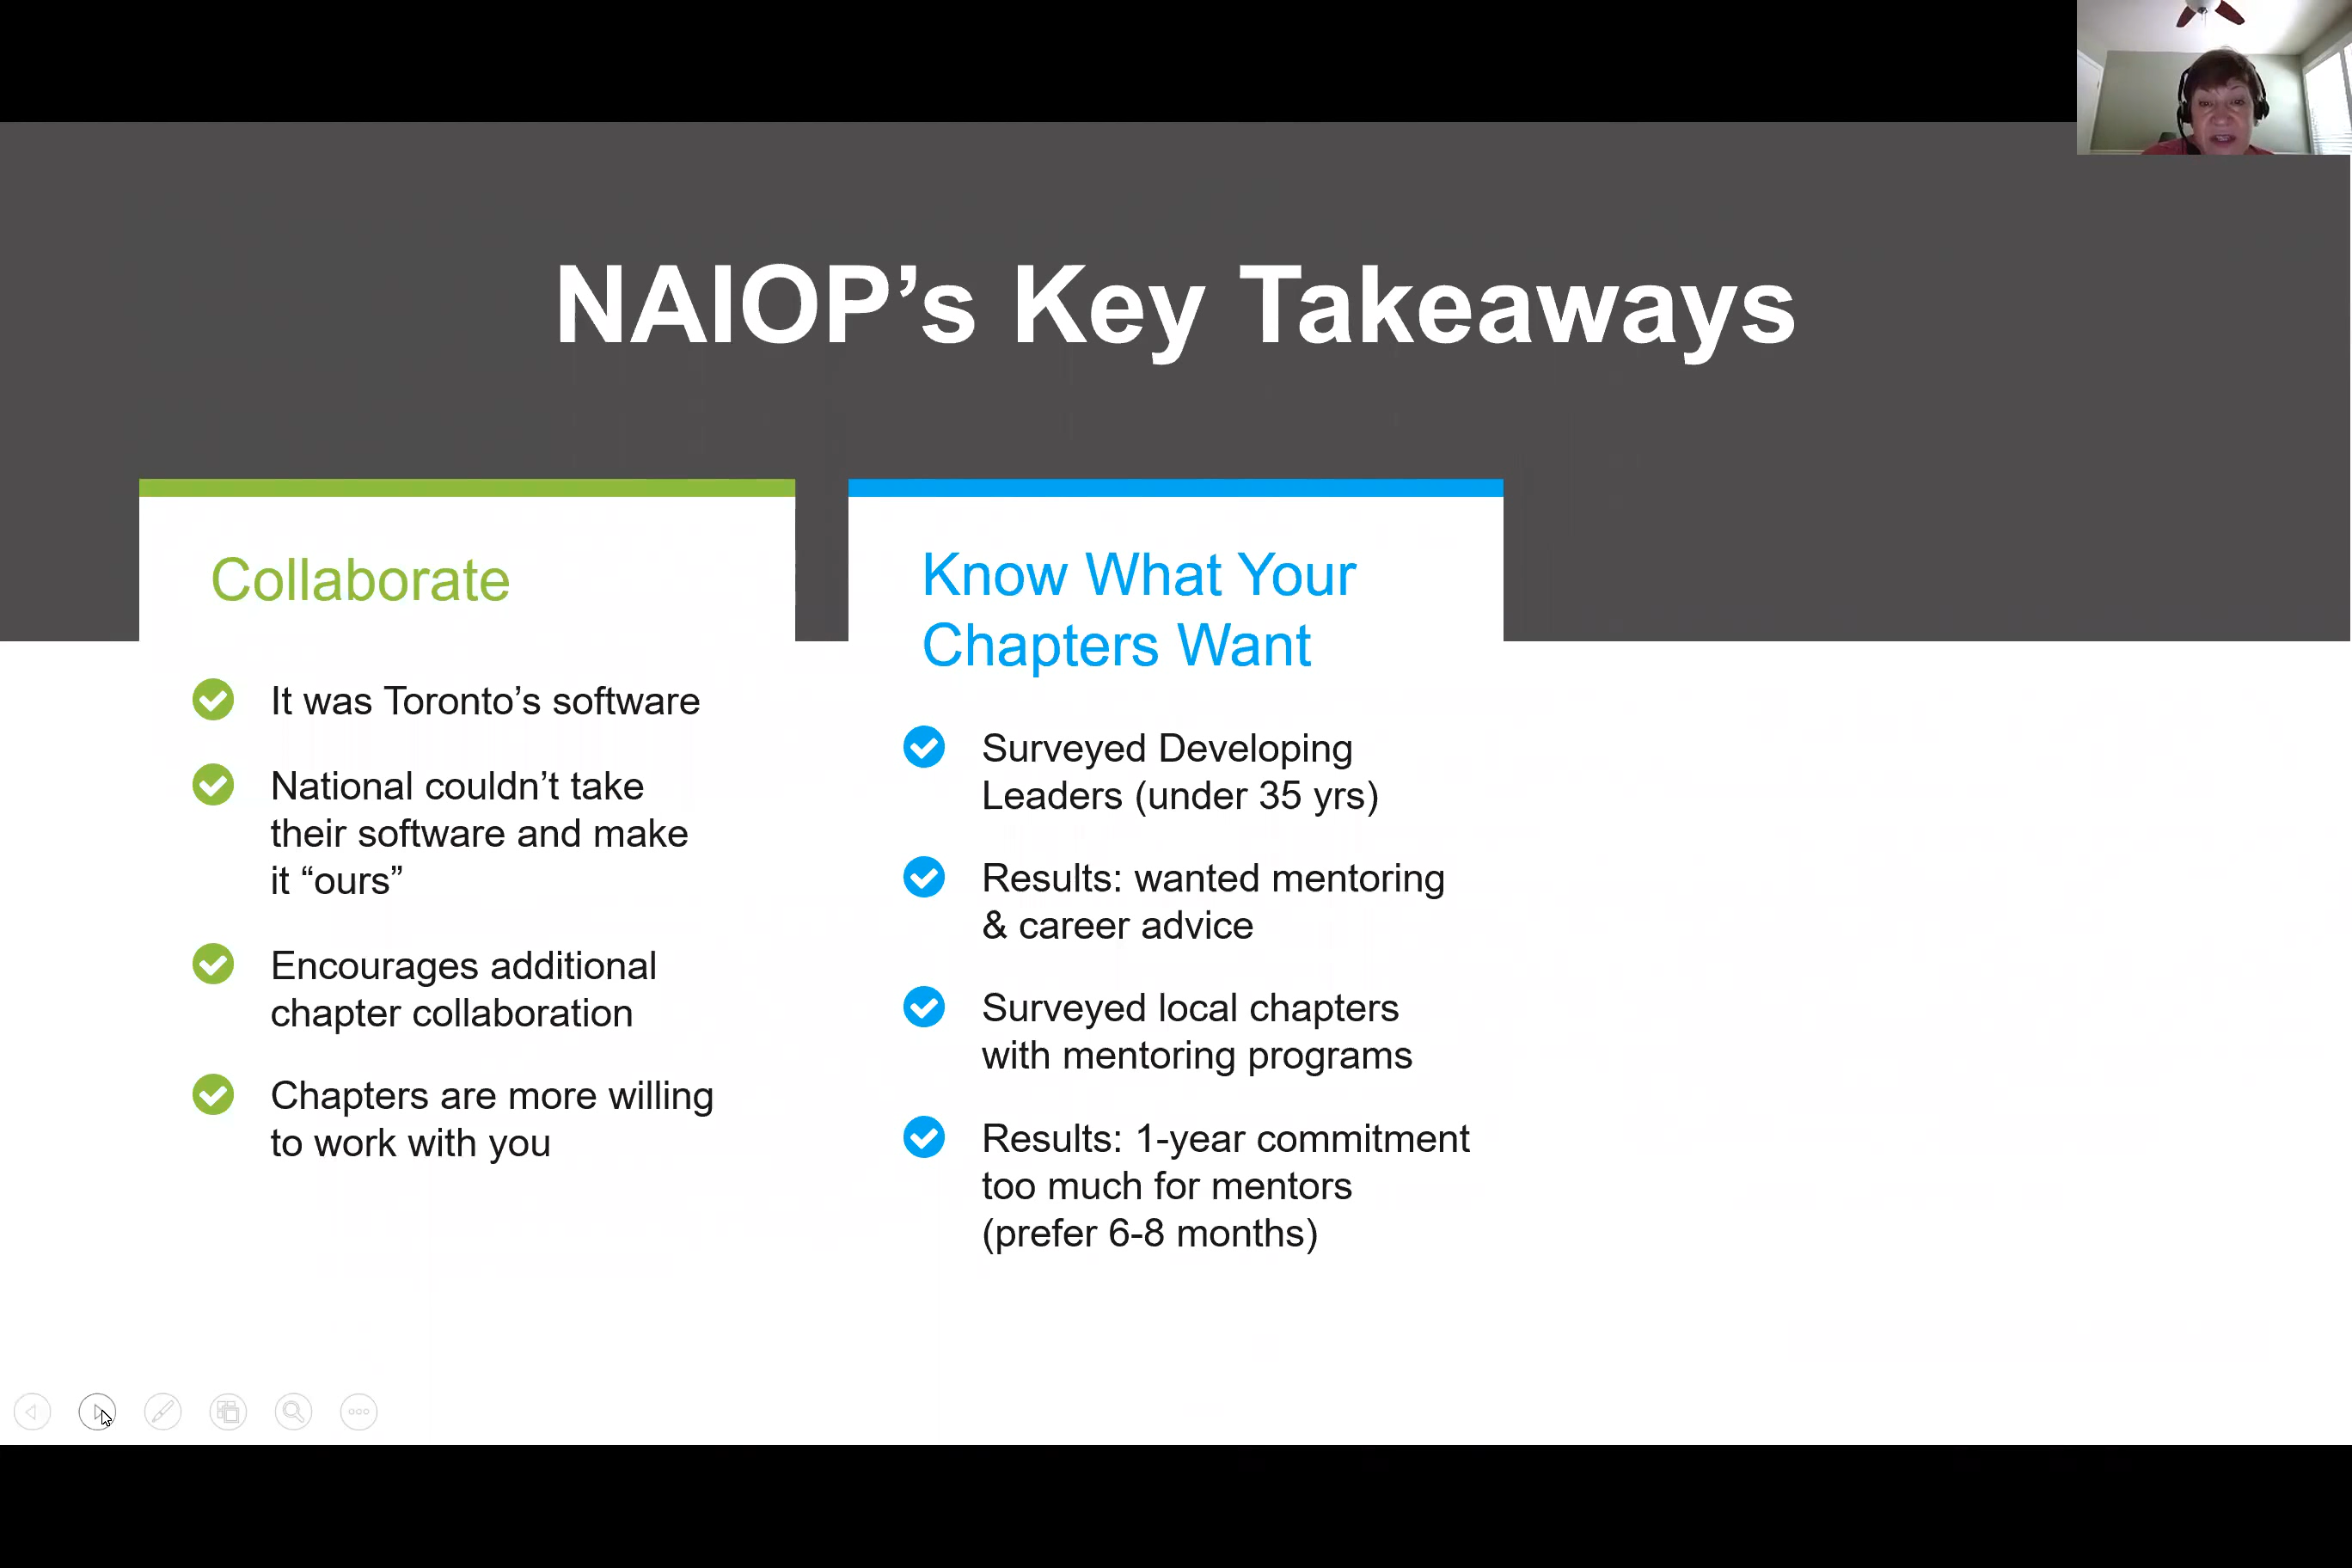 NAIOP’s Key Takeaways
Collaborate
It was Toronto’s software
National couldn’t take
their software and make
it “ours”
Encourages additional
chapter collaboration
Chapters are more willing
to work with you
Know What Your
Chapters Want
Surveyed Developing
Leaders (under 35 yrs)
Results: wanted mentoring
& career advice
Surveyed local chapters
with mentoring programs
Results: 1-year commitment
too much for mentors
(prefer 6-8 months)